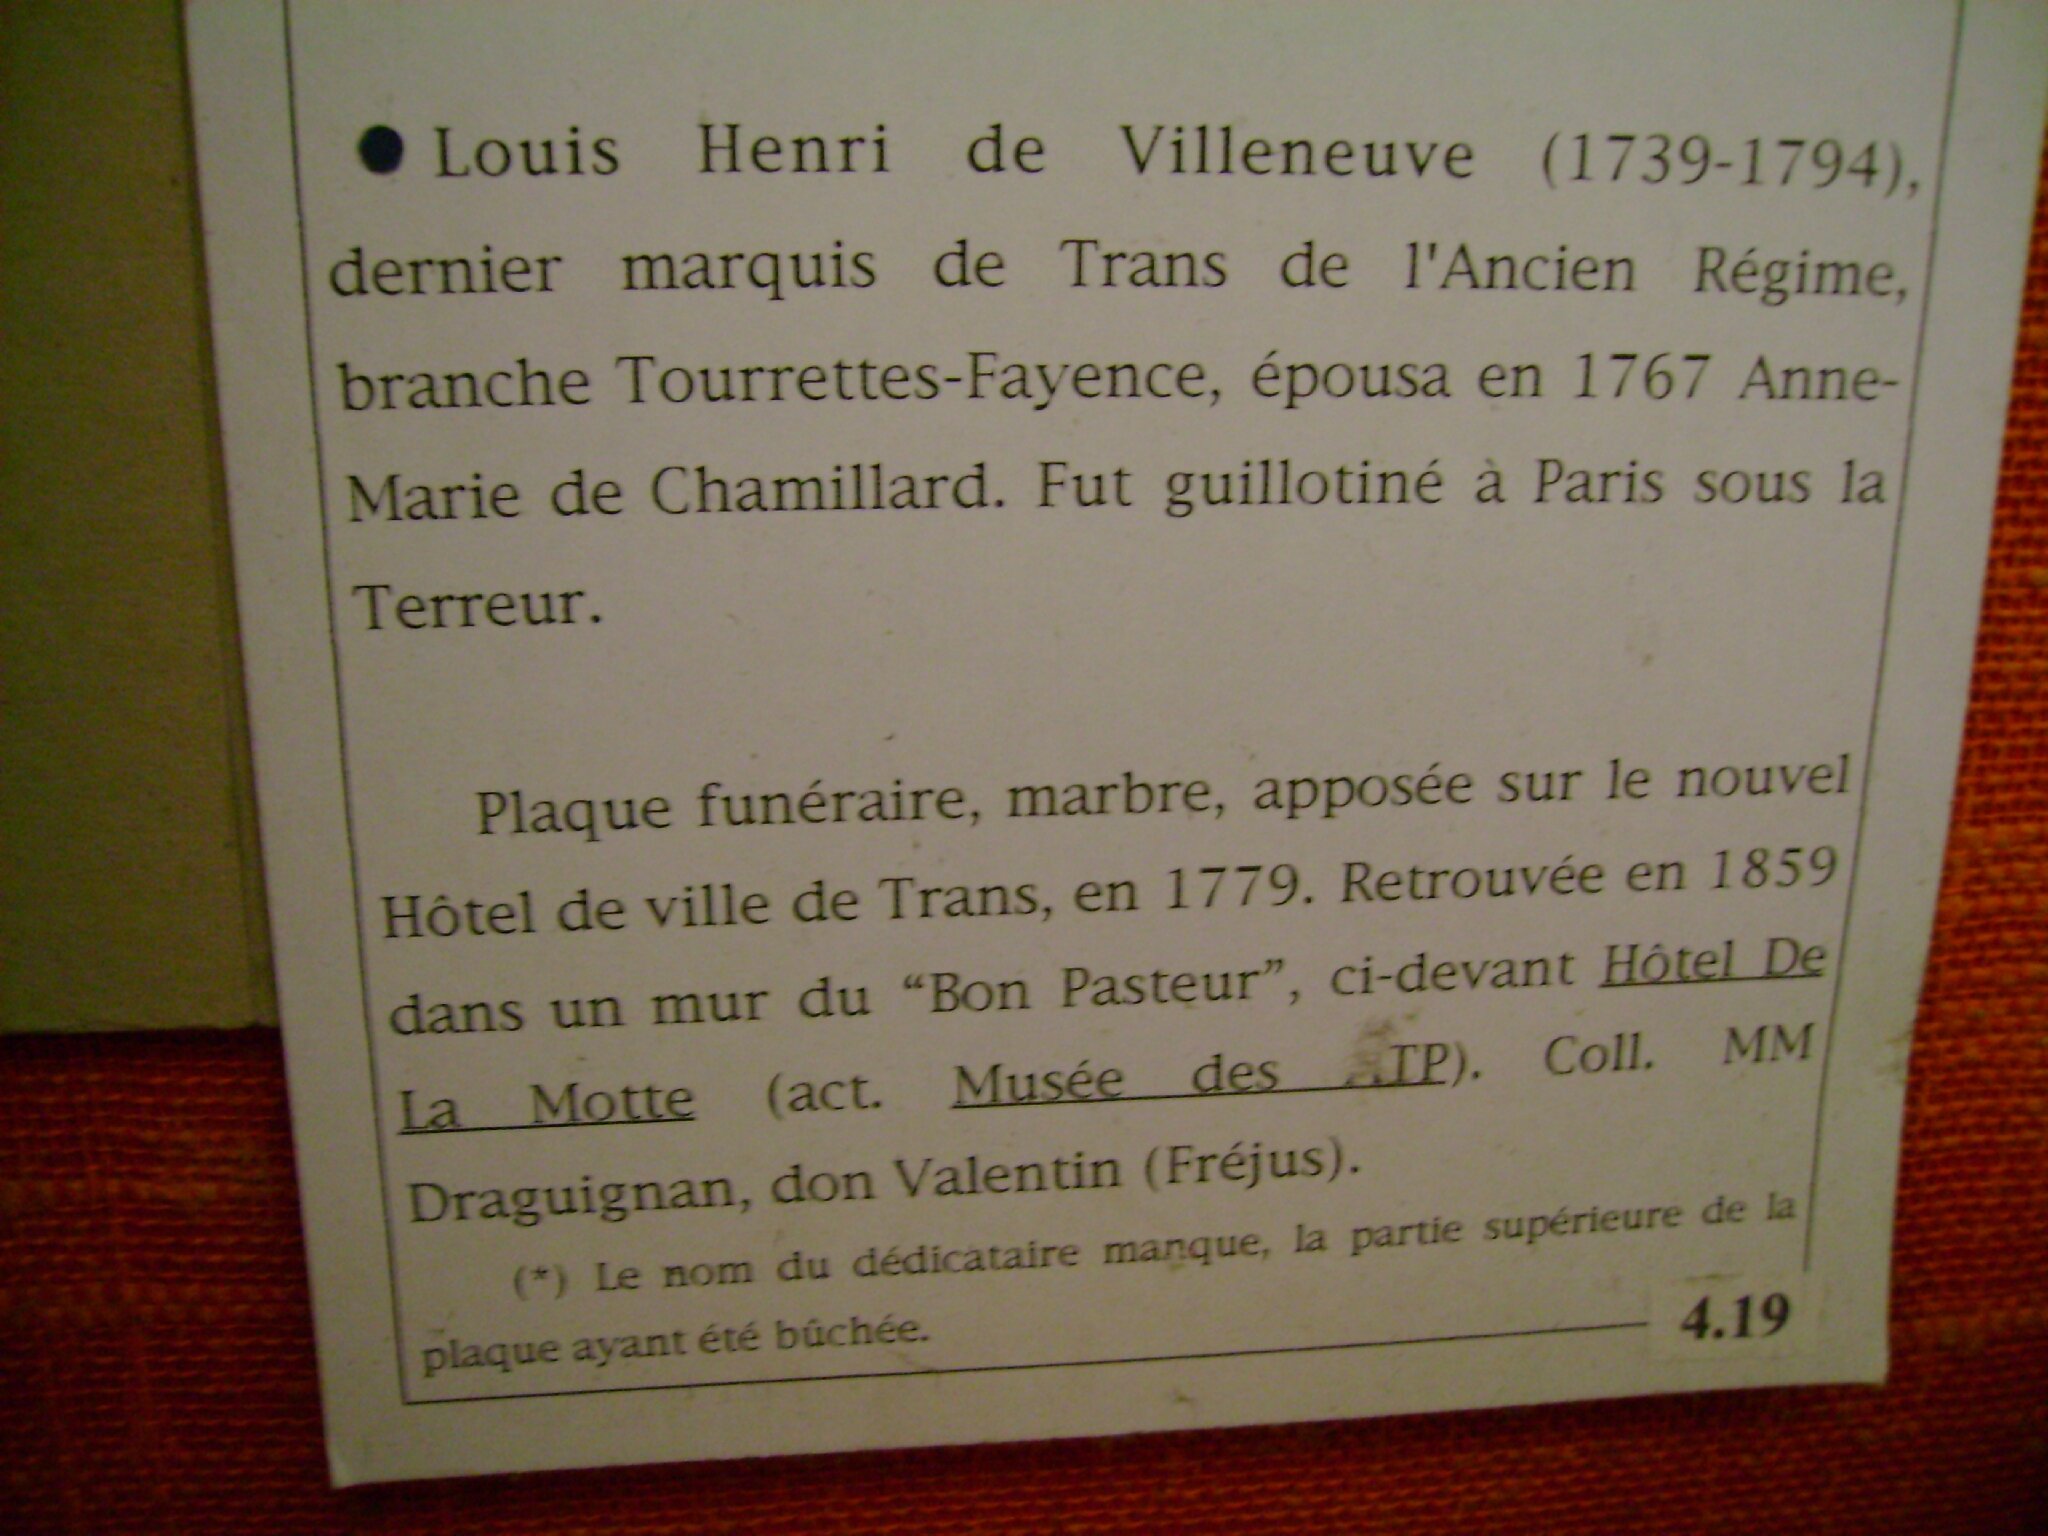 ● Louis Henri de Villeneuve (1739-1794),
dernier marquis de Trans de l'Ancien Régime,
branche Tourrettes-Fayence, épousa en 1767 Anne-
Marie de Chamillard. Fut guillotiné à Paris sous la
Terreur.
Plaque funéraire, marbre, apposée sur le nouvel
Hôtel de ville de Trans, en 1779. Retrouvée en 1859
dans un mur du “Bon Pasteur”, ci-devant Hôtel De
La Motte (act. Musée des ATP). Coll. MM
Draguignan, don Valentin (Fréjus).
(*) Le nom du dédicataire manque, la partie supérieure de la
plaque ayant été bûchée.
4.19